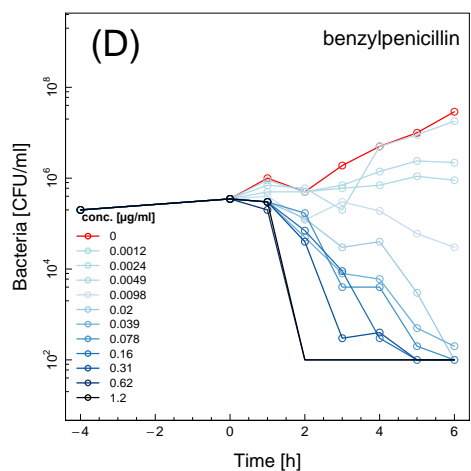 (D)
benzylpenicillin
Bacteria [CFU/ml]
10^8
10^6
10^4
10^2
conc. [µg/ml]
0
0.0012
0.0024
0.0049
0.0098
0.02
0.039
0.078
0.16
0.31
0.62
1.2
−4 −2 0 2 4 6
Time [h]